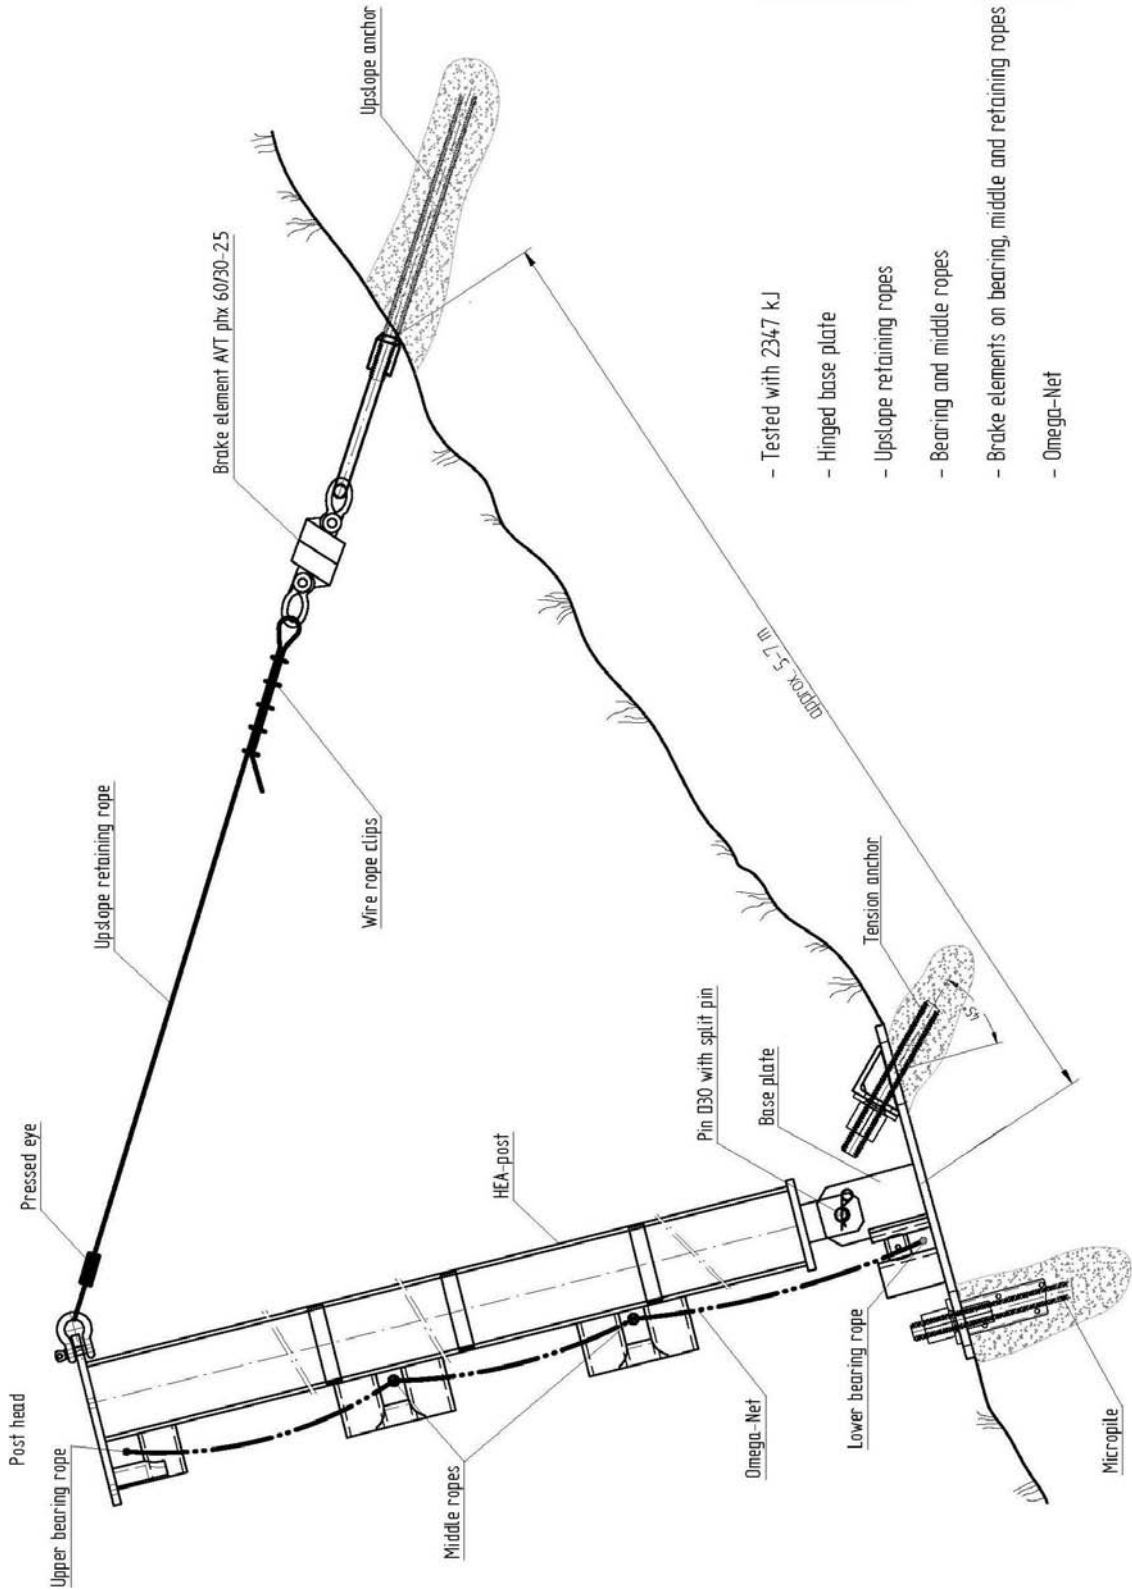 Post head
Upper bearing rope
Pressed eye
Upslope retaining rope
Brake element AVT phx 60/30-25
Upslope anchor
Wire rope clips
Middle ropes
HEA-post
Omega-Net
Pin D30 with split pin
Base plate
Lower bearing rope
Tension anchor
45°
Micropile
approx. 5-7 m
- Tested with 2347 kJ
- Hinged base plate
- Upslope retaining ropes
- Bearing and middle ropes
- Brake elements on bearing, middle and retaining ropes
- Omega-Net